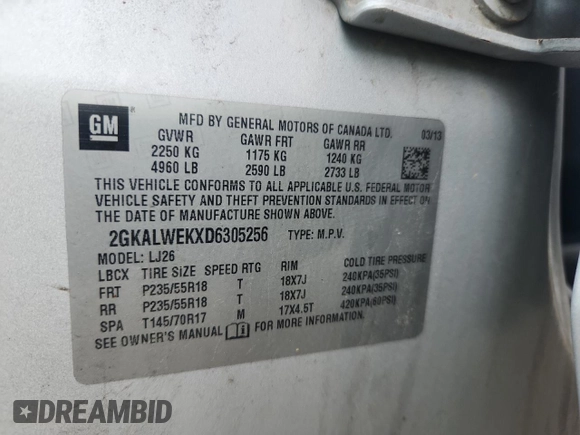 GM
MFD BY GENERAL MOTORS OF CANADA LTD. 03/13
GVWR GAWR FRT GAWR RR
2250 KG 1175 KG 1240 KG
4960 LB 2590 LB 2733 LB
THIS VEHICLE CONFORMS TO ALL APPLICABLE U.S. FEDERAL MOTOR
VEHICLE SAFETY AND THEFT PREVENTION STANDARDS IN EFFECT ON
THE DATE OF MANUFACTURE SHOWN ABOVE.
2GKALWEKXD6305256 TYPE: M.P.V.
MODEL: LJ26
LBCX TIRE SIZE SPEED RTG RIM COLD TIRE PRESSURE
FRT P235/55R18 T 18X7J 240KPA(35PSI)
RR P235/55R18 T 18X7J 240KPA(35PSI)
SPA T145/70R17 M 17X4.5T 420KPA(60PSI)
SEE OWNER'S MANUAL FOR MORE INFORMATION.
DREAMBID